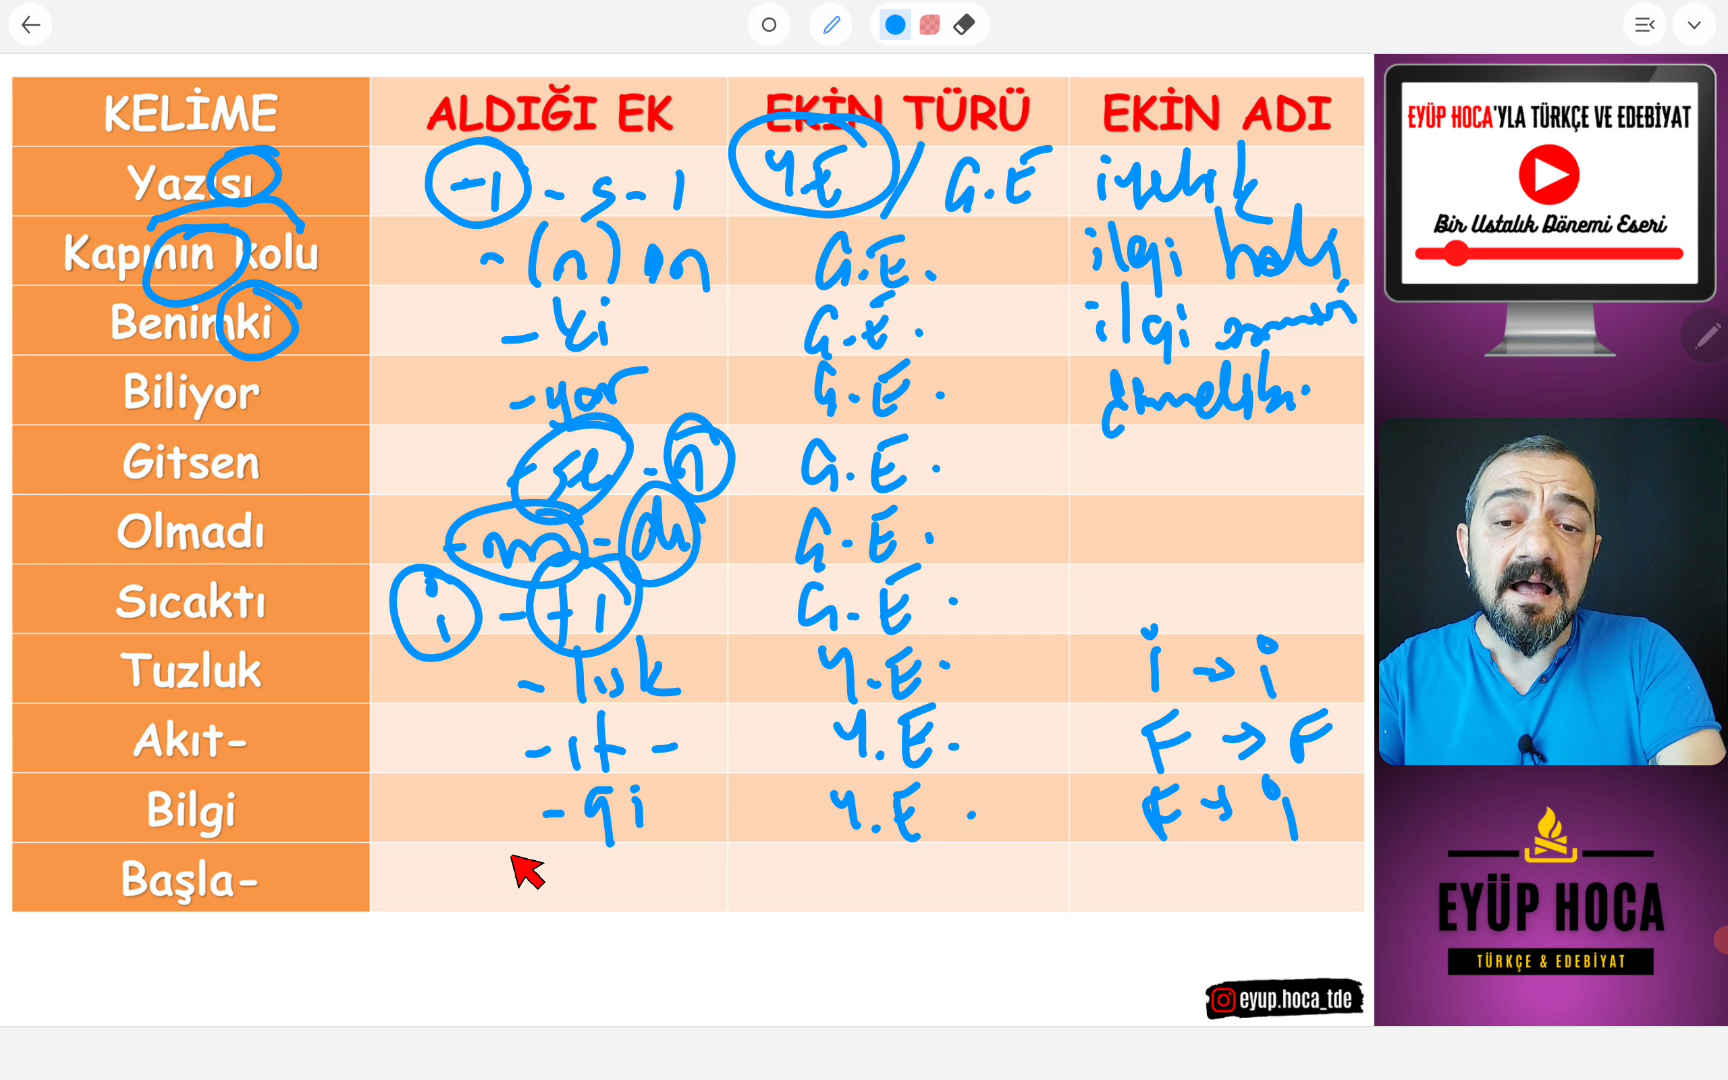 KELİME ALDIĞI EK EKİN TÜRÜ EKİN ADI
Yazısı -ı - s - ı Y.E / G.E iyelik
Kapının kolu - (n) ın G.E. ilgi hali
Benimki - ki G.E. ilgi zamiri
Biliyor - yor G.E.
Gitsen - se - n G.E.
Olmadı - ma - dı G.E.
Sıcaktı i - tı G.E.
Tuzluk - luk Y.E. İ → İ
Akıt- - ıt - Y.E. F → F
Bilgi - gi Y.E. F → İ
Başla-
EYÜP HOCA'YLA TÜRKÇE VE EDEBİYAT
Bir Ustalık Dönemi Eseri
EYÜP HOCA
TÜRKÇE & EDEBİYAT
eyup.hoca_tde